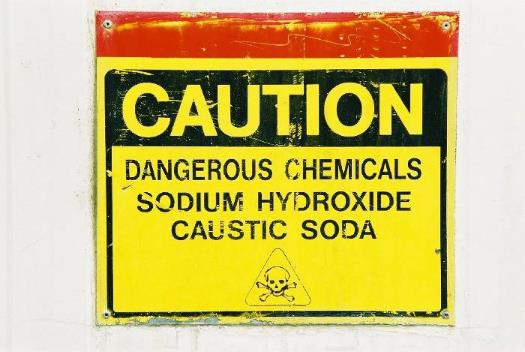 CAUTION
DANGEROUS CHEMICALS
SODIUM HYDROXIDE
CAUSTIC SODA